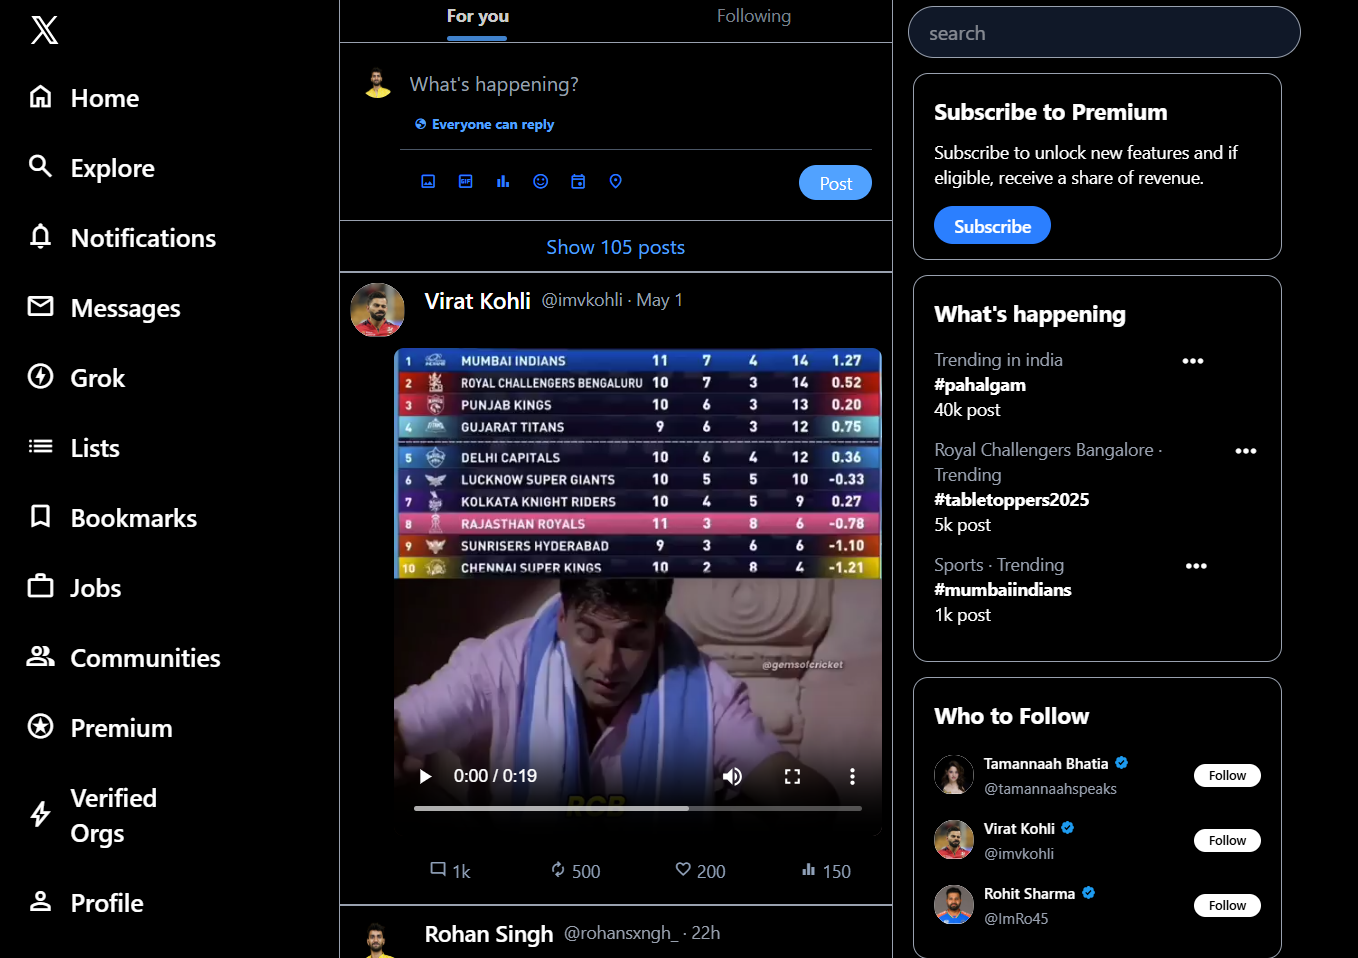 Home
Explore
Notifications
Messages
Grok
Lists
Bookmarks
Jobs
Communities
Premium
Verified
Orgs
Profile
For you Following
What's happening?
Everyone can reply
GIF
Post
Show 105 posts
Virat Kohli @imvkohli · May 1
1 MUMBAI INDIANS 11 7 4 14 1.27
2 ROYAL CHALLENGERS BENGALURU 10 7 3 14 0.52
3 PUNJAB KINGS 10 6 3 13 0.20
4 GUJARAT TITANS 9 6 3 12 0.75
5 DELHI CAPITALS 10 6 4 12 0.36
6 LUCKNOW SUPER GIANTS 10 5 5 10 -0.33
7 KOLKATA KNIGHT RIDERS 10 4 5 9 0.27
8 RAJASTHAN ROYALS 11 3 8 6 -0.78
9 SUNRISERS HYDERABAD 9 3 6 6 -1.10
10 CHENNAI SUPER KINGS 10 2 8 4 -1.21
@gemsofcricket
0:00 / 0:19
RCB
1k 500 200 150
Rohan Singh @rohansxngh_ · 22h
search
Subscribe to Premium
Subscribe to unlock new features and if
eligible, receive a share of revenue.
Subscribe
What's happening
Trending in india
#pahalgam
40k post
Royal Challengers Bangalore ·
Trending
#tabletoppers2025
5k post
Sports · Trending
#mumbaiindians
1k post
Who to Follow
Tamannaah Bhatia
@tamannaahspeaks
Follow
Virat Kohli
@imvkohli
Follow
Rohit Sharma
@ImRo45
Follow